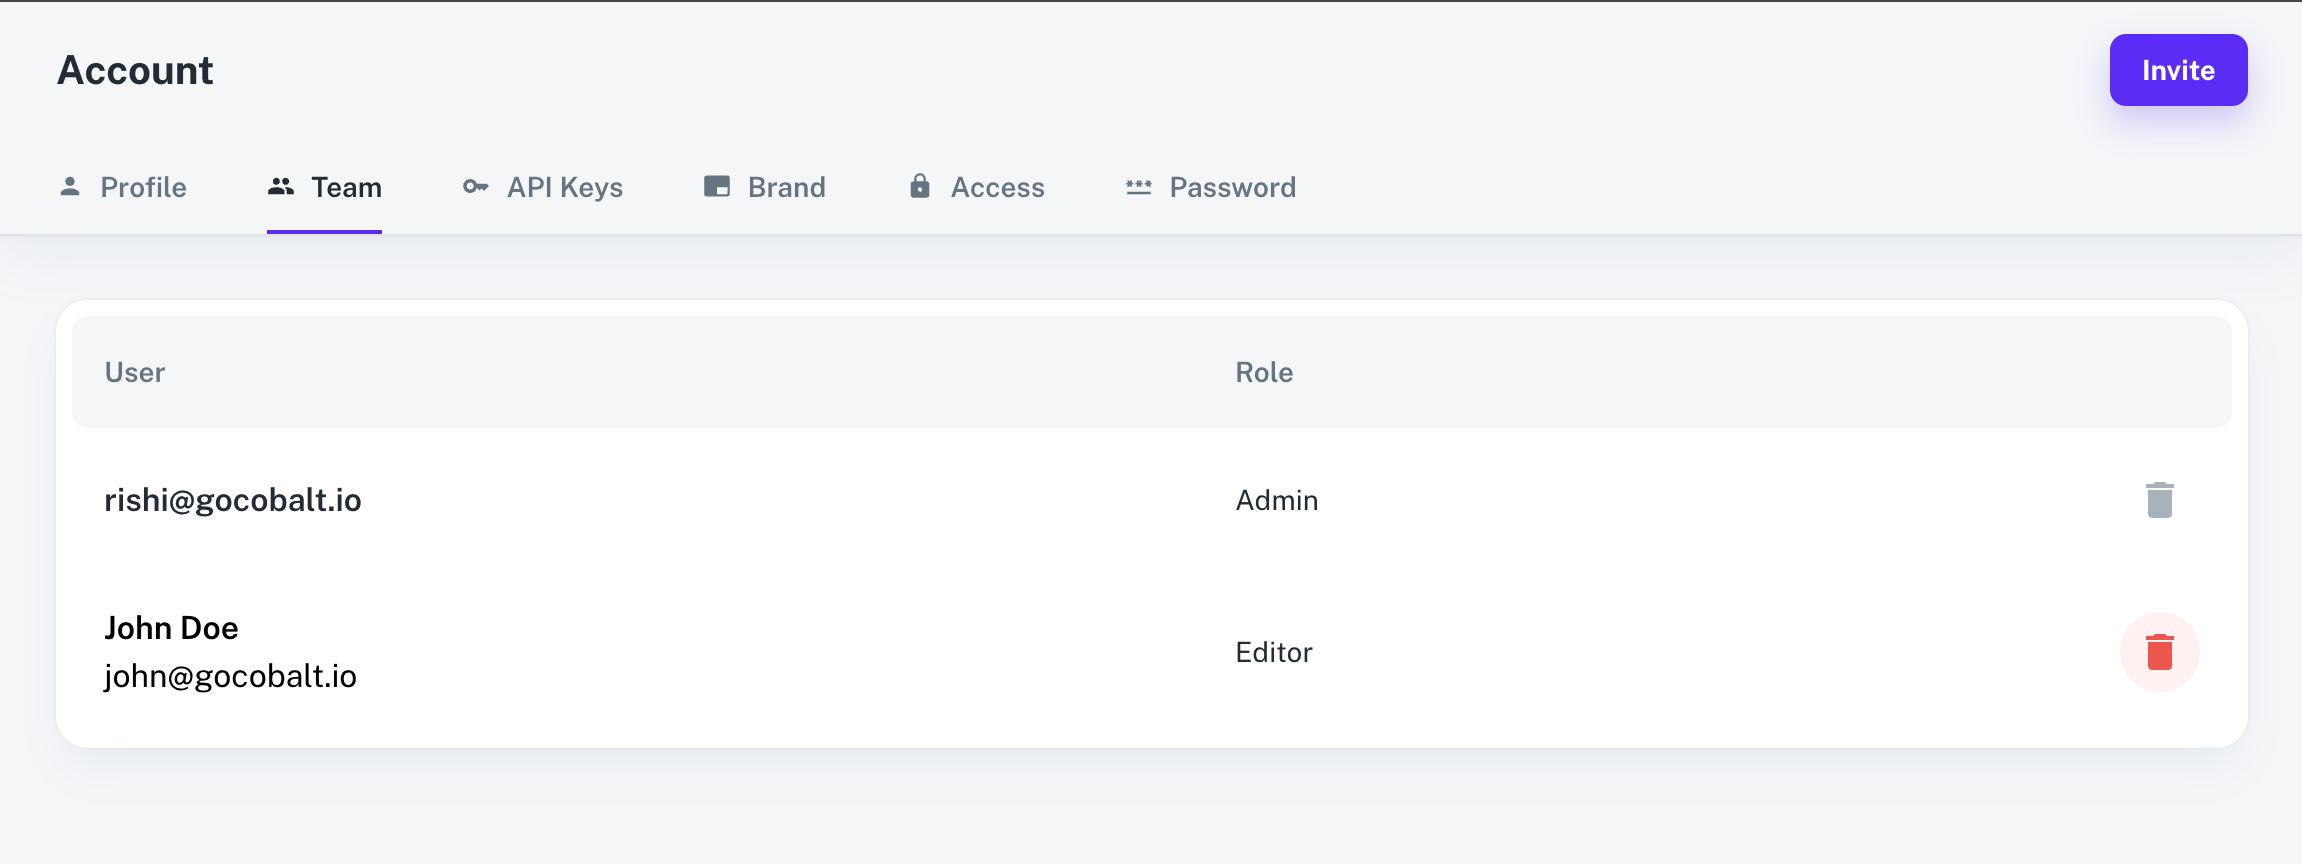 Account
Invite
Profile
Team
API Keys
Brand
Access
Password
User
Role
rishi@gocobalt.io
Admin
John Doe
john@gocobalt.io
Editor